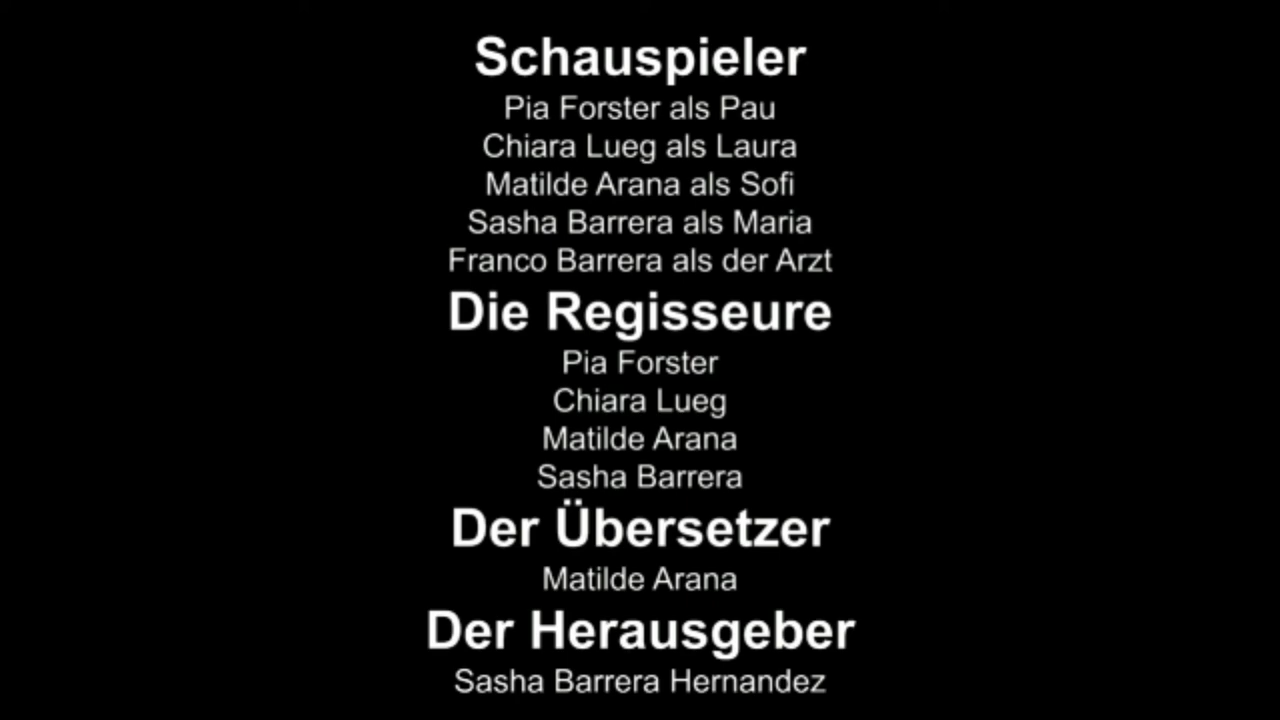 Schauspieler
Pia Forster als Pau
Chiara Lueg als Laura
Matilde Arana als Sofi
Sasha Barrera als Maria
Franco Barrera als der Arzt
Die Regisseure
Pia Forster
Chiara Lueg
Matilde Arana
Sasha Barrera
Der Übersetzer
Matilde Arana
Der Herausgeber
Sasha Barrera Hernandez